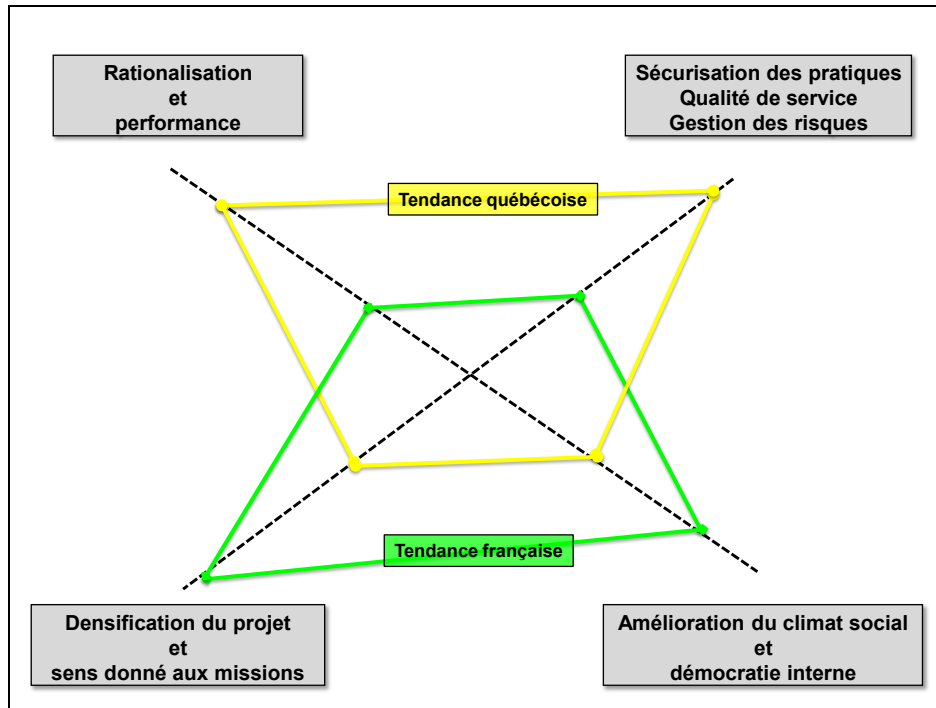 Rationalisation
et
performance
Sécurisation des pratiques
Qualité de service
Gestion des risques
Tendance québécoise
Tendance française
Densification du projet
et
sens donné aux missions
Amélioration du climat social
et
démocratie interne